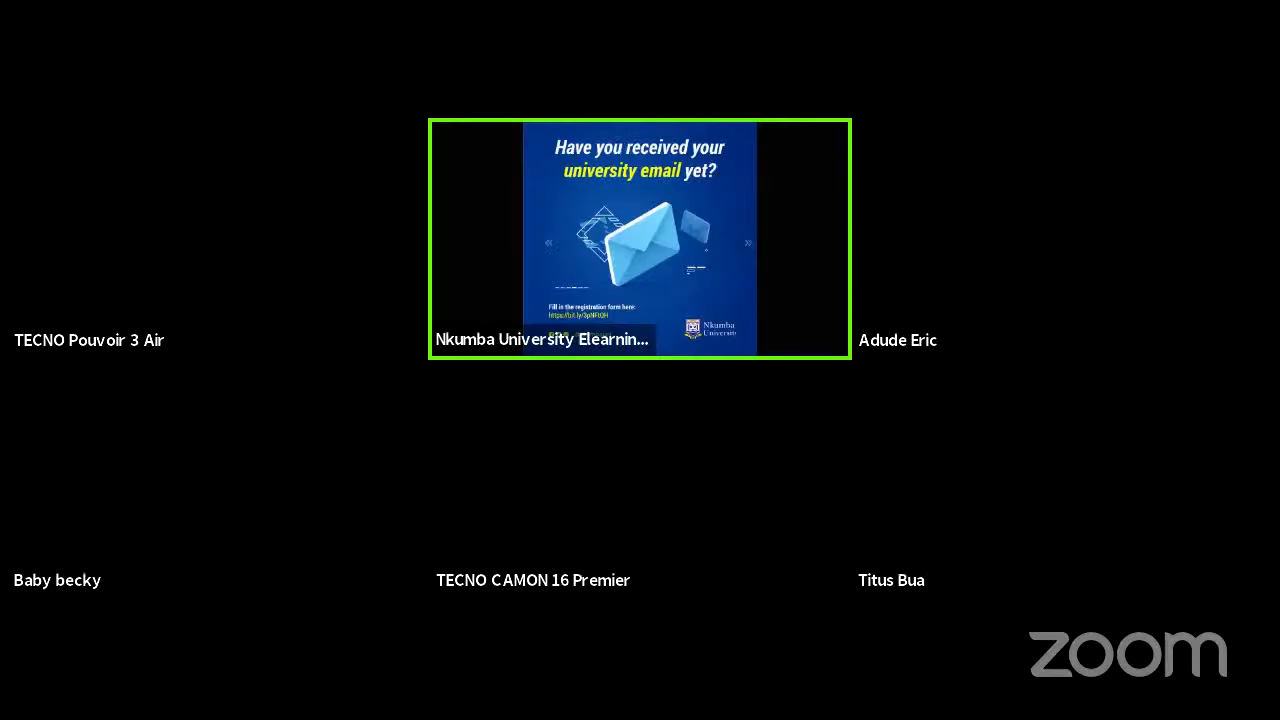 Have you received your
university email yet?
Fill in the registration form here:
Nkumba
University
TECNO Pouvoir 3 Air
Nkumba University Elearnin...
Adude Eric
Baby becky
TECNO CAMON 16 Premier
Titus Bua
zoom